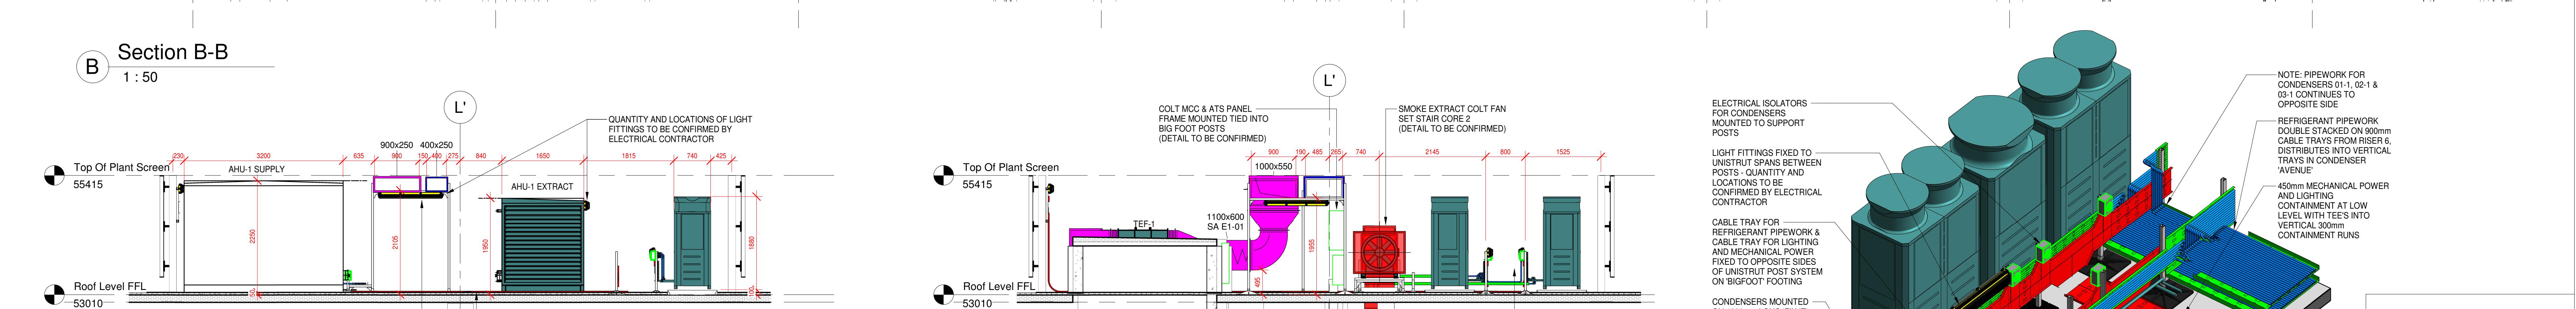 B
Section B-B
1 : 50
L'
QUANTITY AND LOCATIONS OF LIGHT
FITTINGS TO BE CONFIRMED BY
ELECTRICAL CONTRACTOR
900x250 400x250
230 3200 635 900 150 400 275 840 1650 1815 740 425
Top Of Plant Screen
55415
AHU-1 SUPPLY
AHU-1 EXTRACT
2250
2105
1950
1880
100
Roof Level FFL
53010
L'
COLT MCC & ATS PANEL
FRAME MOUNTED TIED INTO
BIG FOOT POSTS
(DETAIL TO BE CONFIRMED)
SMOKE EXTRACT COLT FAN
SET STAIR CORE 2
(DETAIL TO BE CONFIRMED)
900 190 485 265 740 2145 800 1525
Top Of Plant Screen
55415
1000x550
TEF-1
1100x600
SA E1-01
1955
495
Roof Level FFL
53010
ELECTRICAL ISOLATORS
FOR CONDENSERS
MOUNTED TO SUPPORT
POSTS
LIGHT FITTINGS FIXED TO
UNISTRUT SPANS BETWEEN
POSTS - QUANTITY AND
LOCATIONS TO BE
CONFIRMED BY ELECTRICAL
CONTRACTOR
CABLE TRAY FOR
REFRIGERANT PIPEWORK &
CABLE TRAY FOR LIGHTING
AND MECHANICAL POWER
FIXED TO OPPOSITE SIDES
OF UNISTRUT POST SYSTEM
ON 'BIGFOOT' FOOTING
CONDENSERS MOUNTED
NOTE: PIPEWORK FOR
CONDENSERS 01-1, 02-1 &
03-1 CONTINUES TO
OPPOSITE SIDE
REFRIGERANT PIPEWORK
DOUBLE STACKED ON 900mm
CABLE TRAYS FROM RISER 6,
DISTRIBUTES INTO VERTICAL
TRAYS IN CONDENSER
'AVENUE'
450mm MECHANICAL POWER
AND LIGHTING
CONTAINMENT AT LOW
LEVEL WITH TEE'S INTO
VERTICAL 300mm
CONTAINMENT RUNS